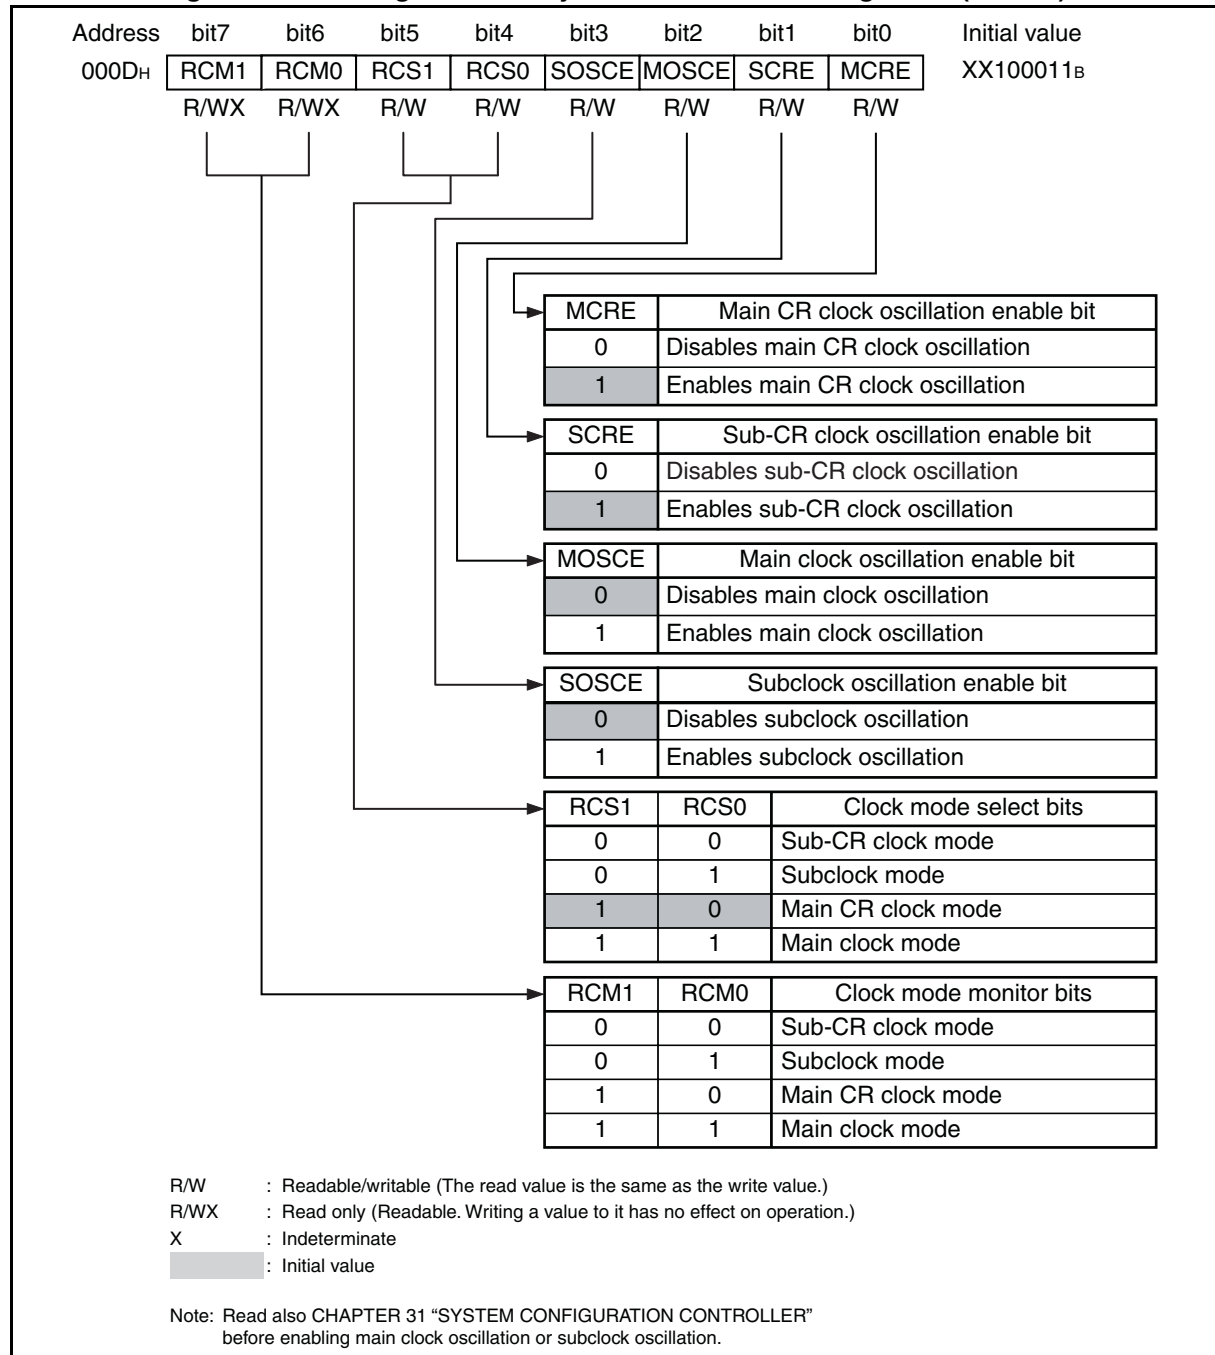 Address bit7 bit6 bit5 bit4 bit3 bit2 bit1 bit0 Initial value
000DH RCM1 RCM0 RCS1 RCS0 SOSCE MOSCE SCRE MCRE XX100011B
R/WX R/WX R/W R/W R/W R/W R/W R/W
MCRE Main CR clock oscillation enable bit
0 Disables main CR clock oscillation
1 Enables main CR clock oscillation
SCRE Sub-CR clock oscillation enable bit
0 Disables sub-CR clock oscillation
1 Enables sub-CR clock oscillation
MOSCE Main clock oscillation enable bit
0 Disables main clock oscillation
1 Enables main clock oscillation
SOSCE Subclock oscillation enable bit
0 Disables subclock oscillation
1 Enables subclock oscillation
RCS1 RCS0 Clock mode select bits
0 0 Sub-CR clock mode
0 1 Subclock mode
1 0 Main CR clock mode
1 1 Main clock mode
RCM1 RCM0 Clock mode monitor bits
0 0 Sub-CR clock mode
0 1 Subclock mode
1 0 Main CR clock mode
1 1 Main clock mode
R/W : Readable/writable (The read value is the same as the write value.)
R/WX : Read only (Readable. Writing a value to it has no effect on operation.)
X : Indeterminate
: Initial value
Note: Read also CHAPTER 31 “SYSTEM CONFIGURATION CONTROLLER”
before enabling main clock oscillation or subclock oscillation.